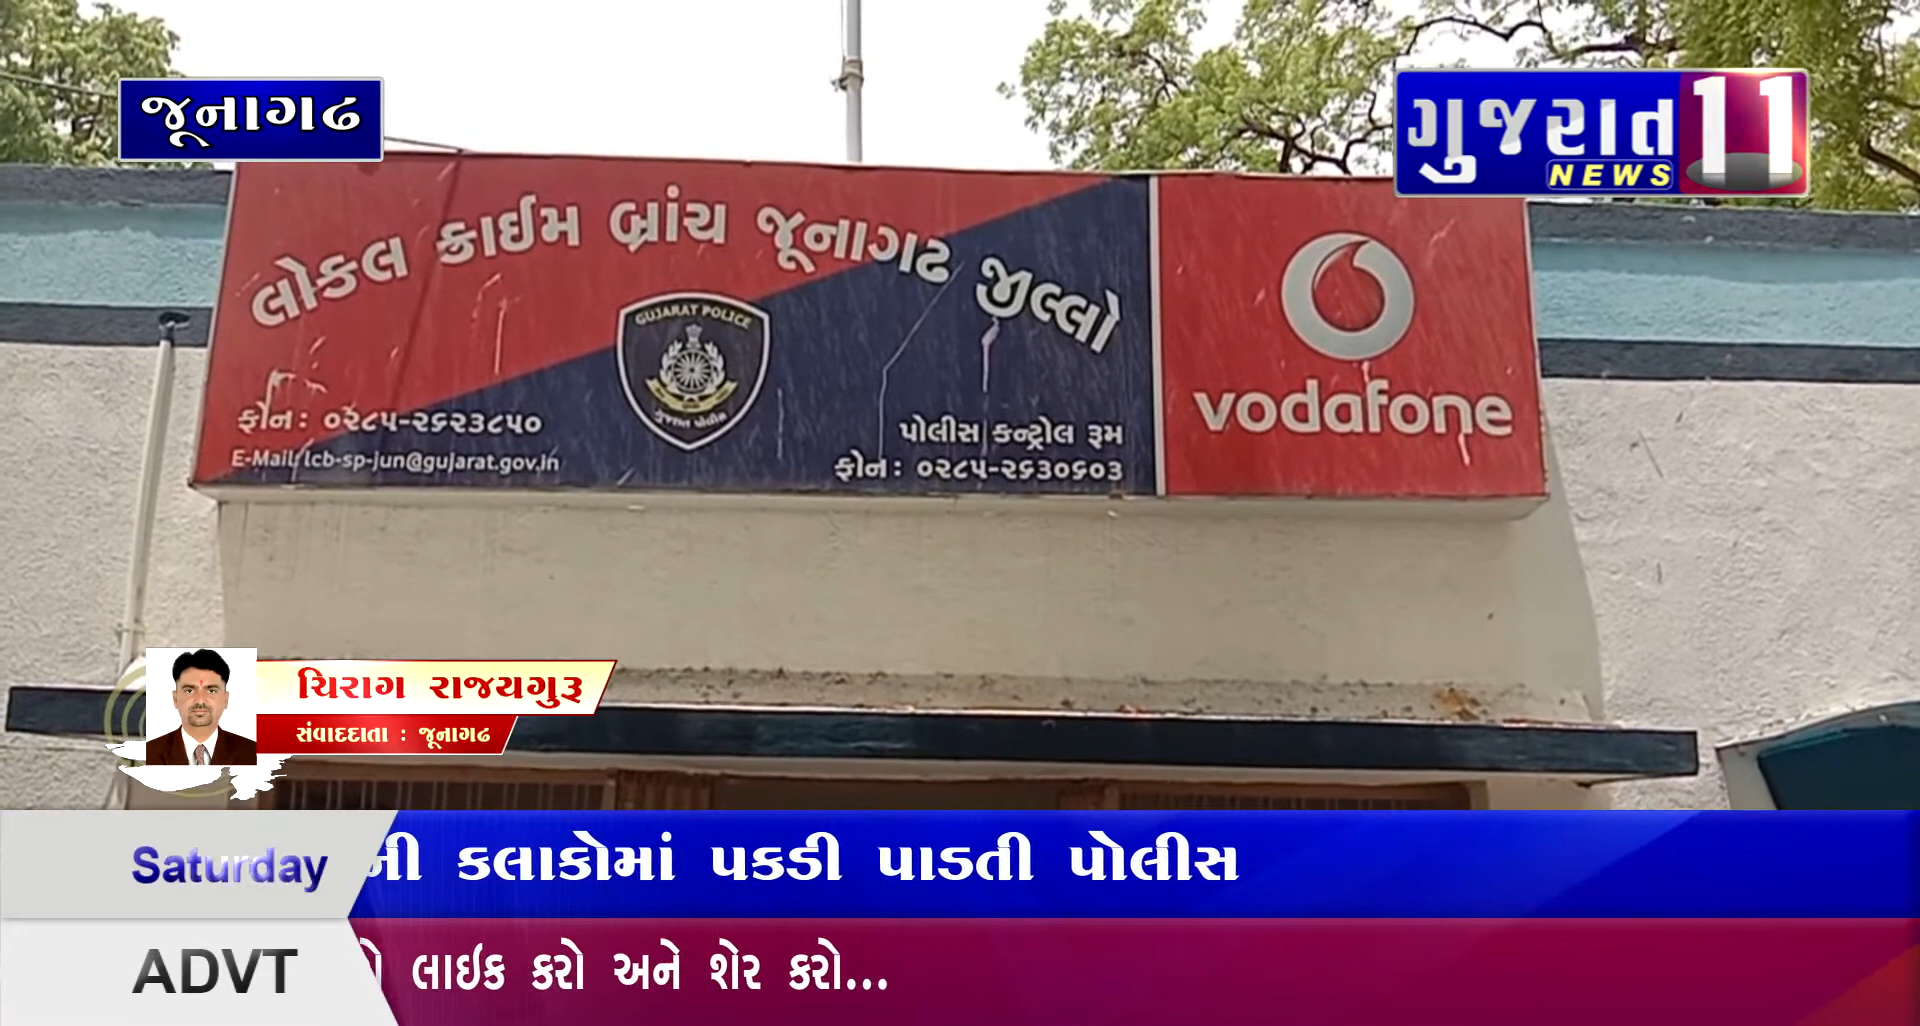 જૂનાગઢ
ગુજરાત 11
NEWS
લોકલ ક્રાઈમ બ્રાંચ જૂનાગઢ જીલ્લો
GUJARAT POLICE
ગુજરાત પોલીસ
ફોન : ૦૨૮૫-૨૬૨૩૮૫૦
E-Mail: lcb-sp-jun@gujarat.gov.in
પોલીસ કન્ટ્રોલ રૂમ
ફોન : ૦૨૮૫-૨૬૩૦૬૦૩
vodafone
ચિરાગ રાજયગુરૂ
સંવાદદાતા : જૂનાગઢ
Saturday
કલાકોમાં પકડી પાડતી પોલીસ
ADVT
લાઈક કરો અને શેર કરો...